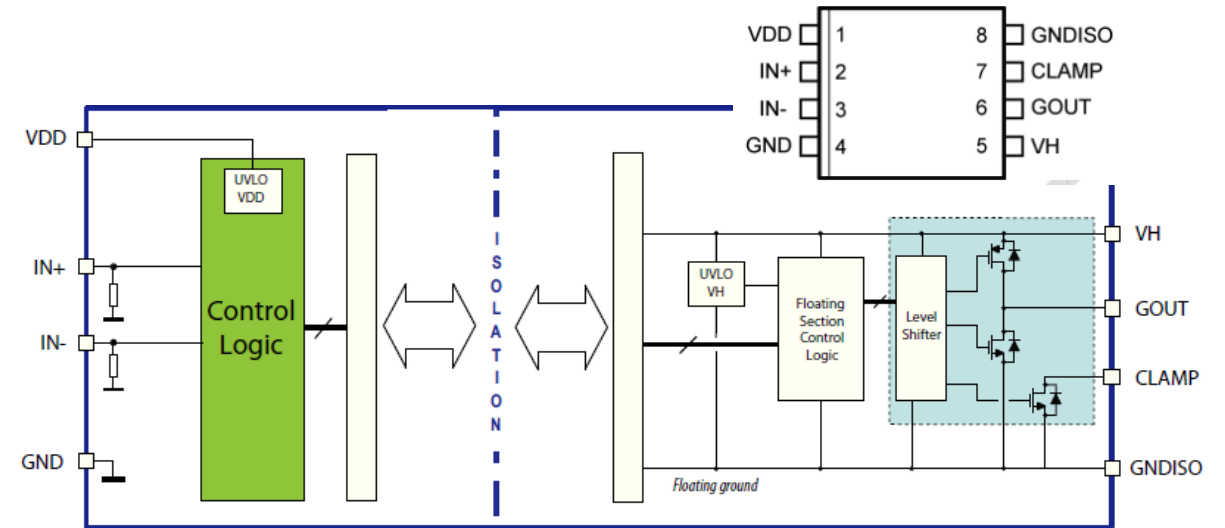 VDD 1 8 GNDISO
IN+ 2 7 CLAMP
IN- 3 6 GOUT
GND 4 5 VH
VDD
UVLO
VDD
IN+
Control
Logic
IN-
GND
I
S
O
L
A
T
I
O
N
UVLO
VH
Floating
Section
Control
Logic
Level
Shifter
VH
GOUT
CLAMP
GNDISO
Floating ground